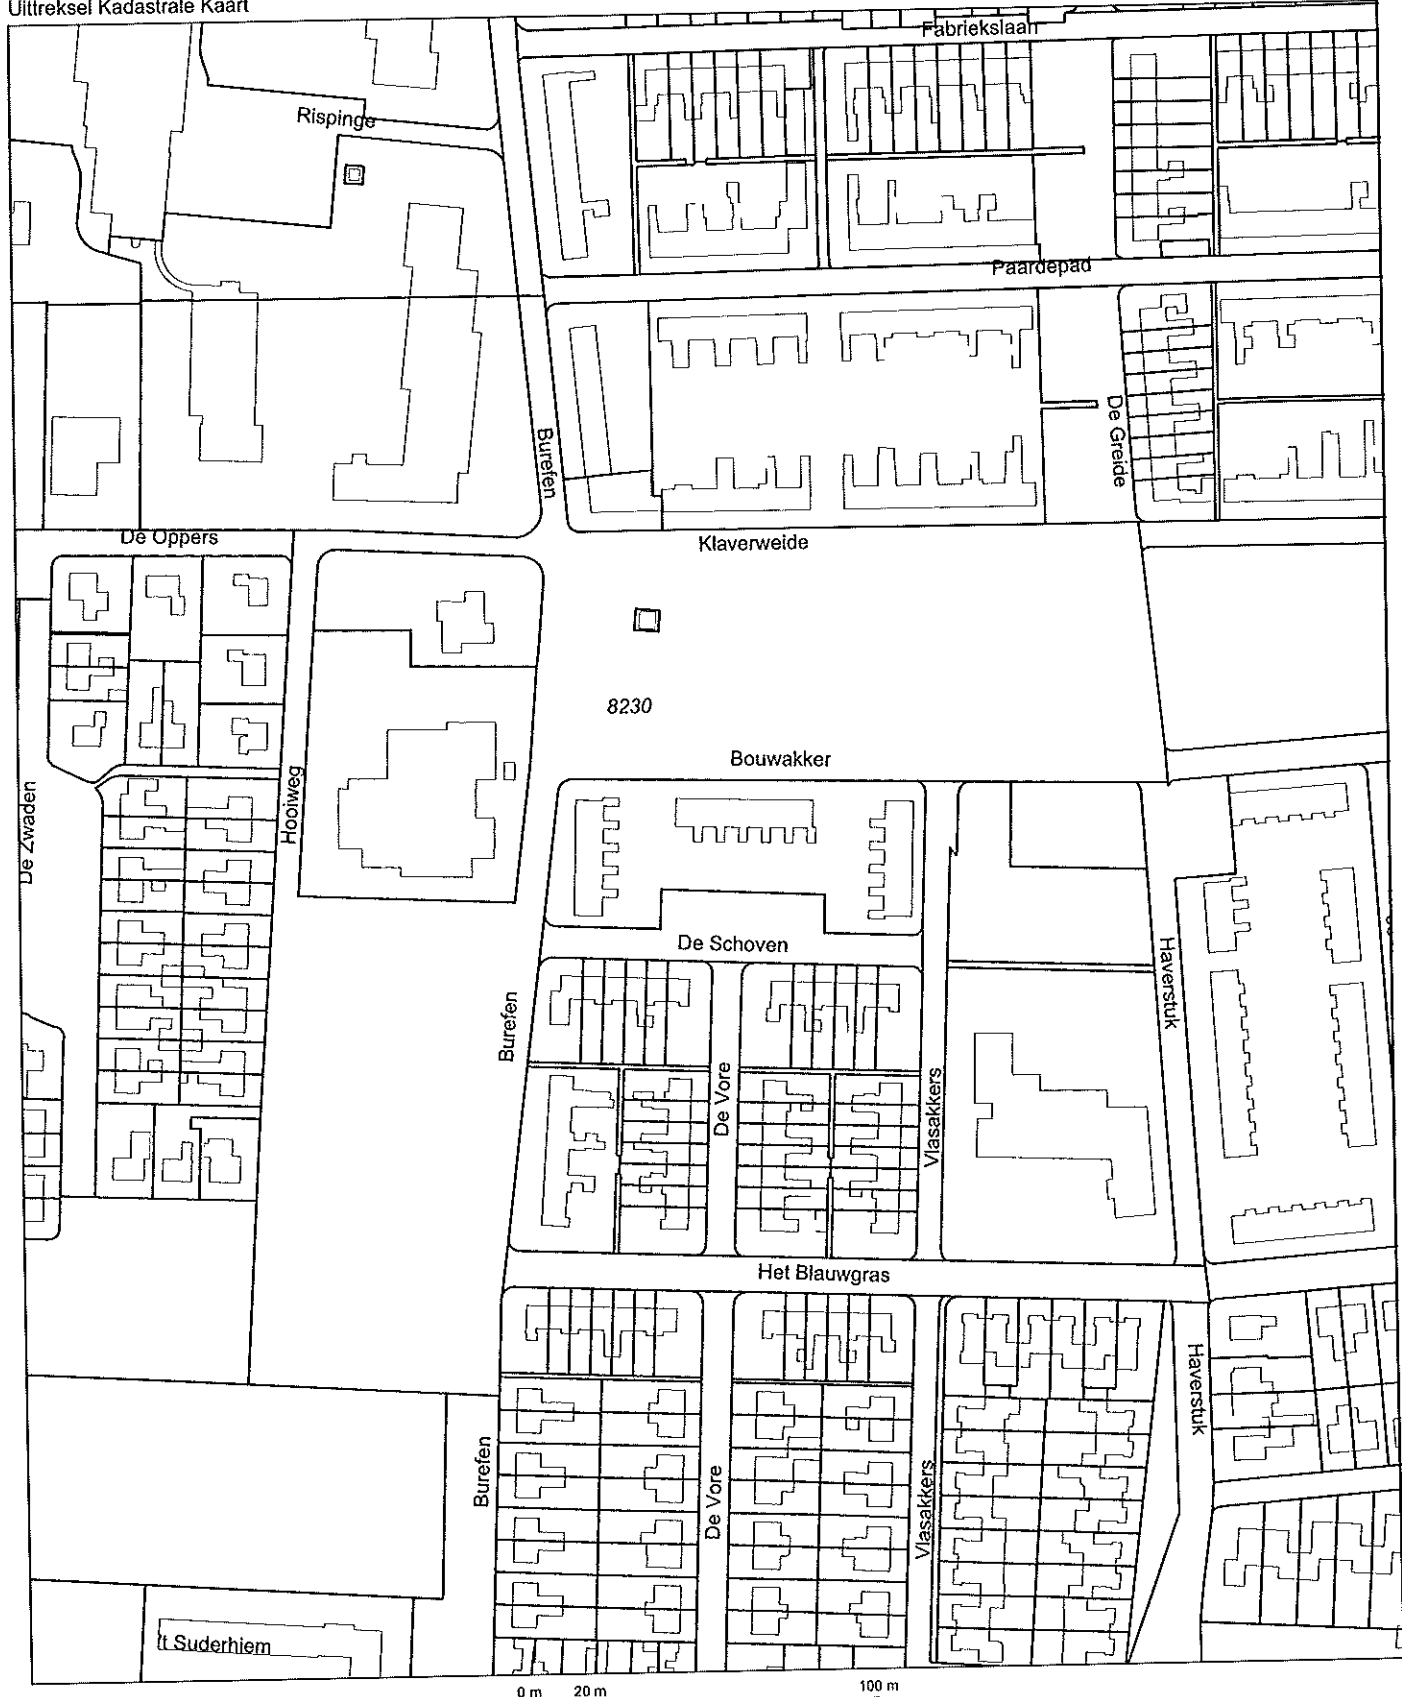 Uittreksel Kadastrale Kaart
Fabriekslaan
Rispinge
Paardepad
De Greide
Burefen
De Oppers
Klaverweide
8230
Bouwakker
Hooiweg
De Zwaden
De Schoven
Haverstuk
Burefen
De Vore
Vlasakkers
Het Blauwgras
Haverstuk
Burefen
De Vore
Vlasakkers
't Suderhiem
0 m 20 m 100 m